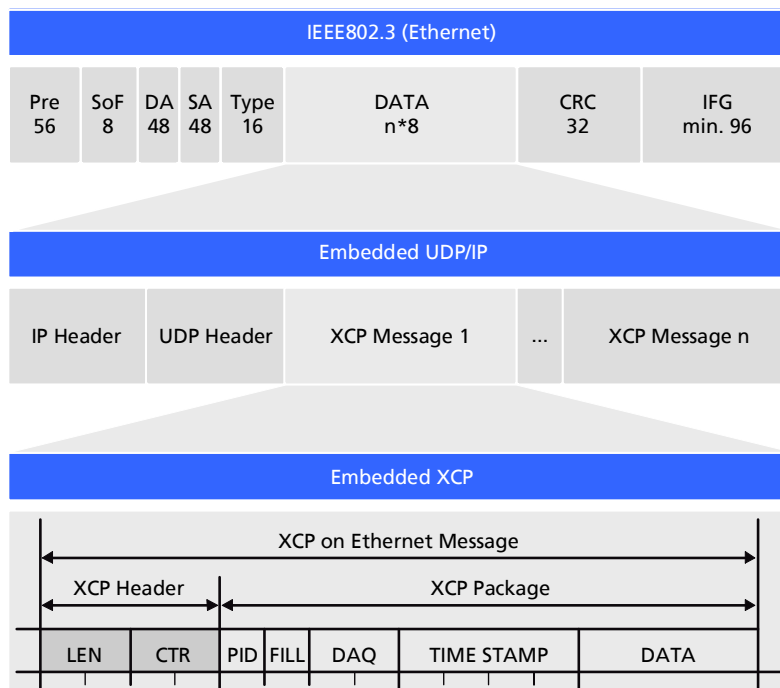 IEEE802.3 (Ethernet)
Pre SoF DA SA Type DATA CRC IFG
56 8 48 48 16 n*8 32 min. 96
Embedded UDP/IP
IP Header UDP Header XCP Message 1 ... XCP Message n
Embedded XCP
XCP on Ethernet Message
XCP Header XCP Package
LEN CTR PID FILL DAQ TIME STAMP DATA